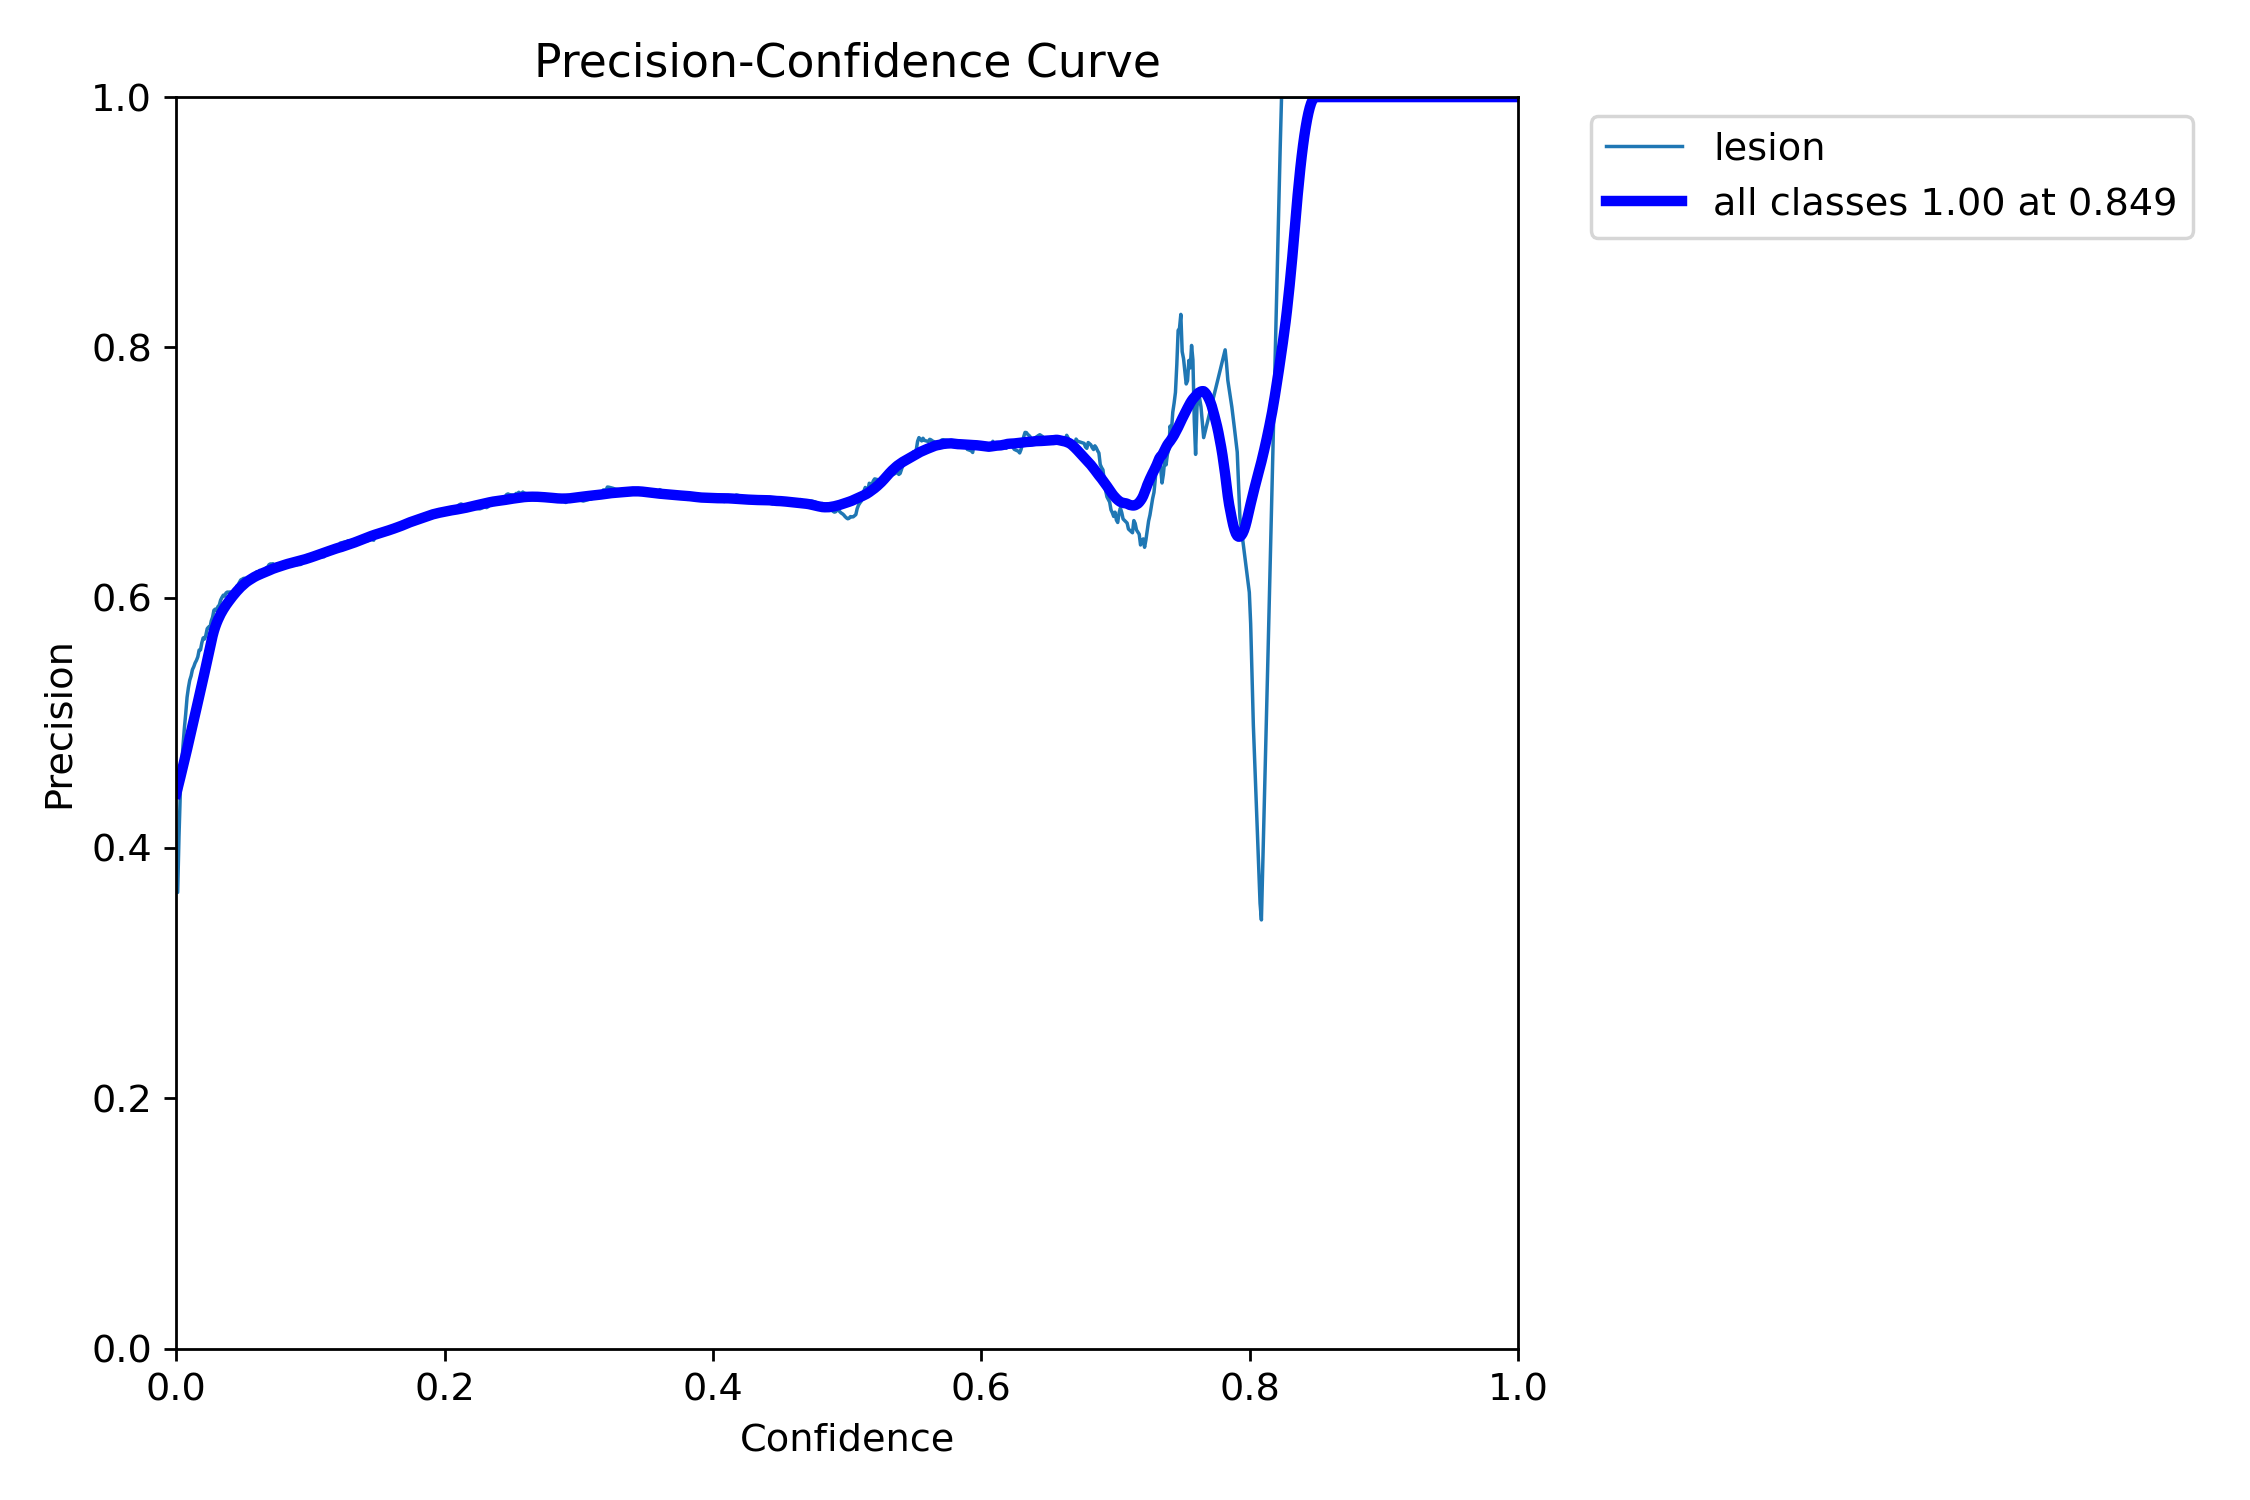 Precision-Confidence Curve
1.0
0.8
0.6
0.4
0.2
0.0
Precision
0.0 0.2 0.4 0.6 0.8 1.0
Confidence
lesion
all classes 1.00 at 0.849